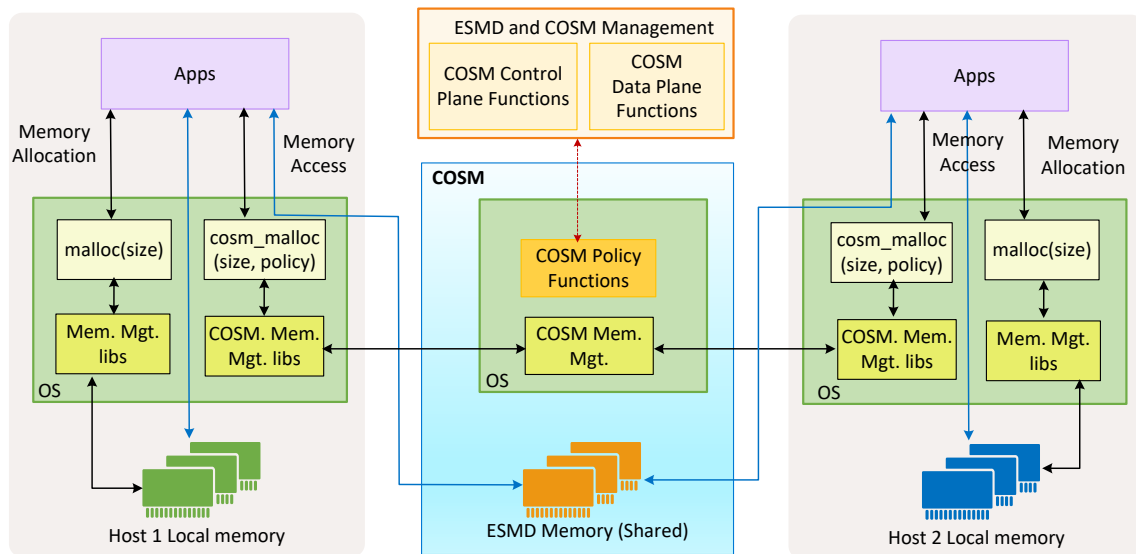 Apps
Memory
Allocation
Memory
Access
malloc(size)
cosm_malloc
(size, policy)
Mem. Mgt.
libs
COSM. Mem.
Mgt. libs
OS
Host 1 Local memory
ESMD and COSM Management
COSM Control
Plane Functions
COSM
Data Plane
Functions
COSM
COSM Policy
Functions
COSM Mem.
Mgt.
OS
ESMD Memory (Shared)
Apps
Memory
Access
Memory
Allocation
cosm_malloc
(size, policy)
malloc(size)
COSM. Mem.
Mgt. libs
Mem. Mgt.
libs
OS
Host 2 Local memory